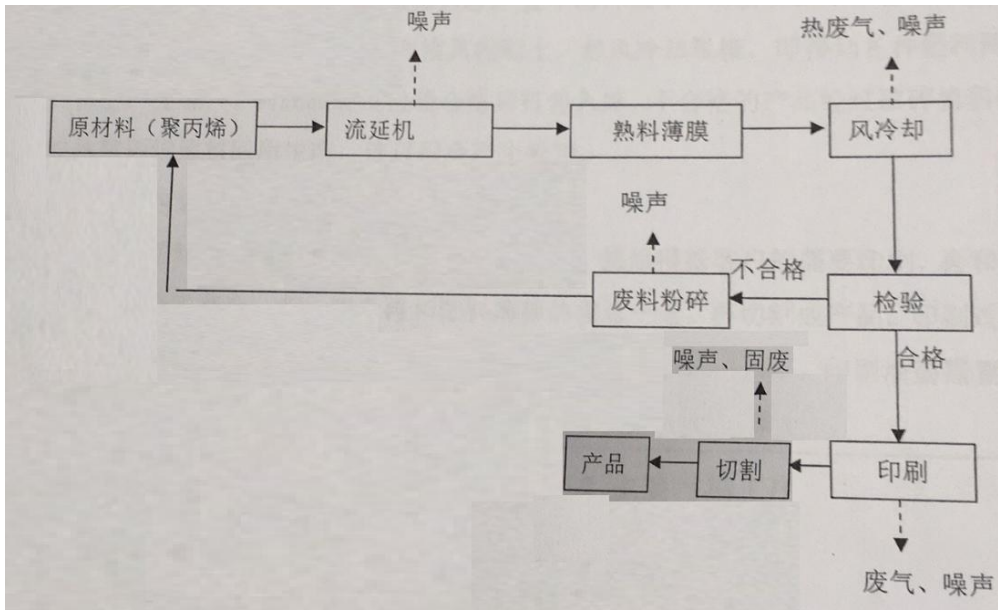 噪声
热废气、噪声
原材料（聚丙烯）
流延机
熟料薄膜
风冷却
噪声
不合格
废料粉碎
检验
噪声、固废
合格
产品
切割
印刷
废气、噪声